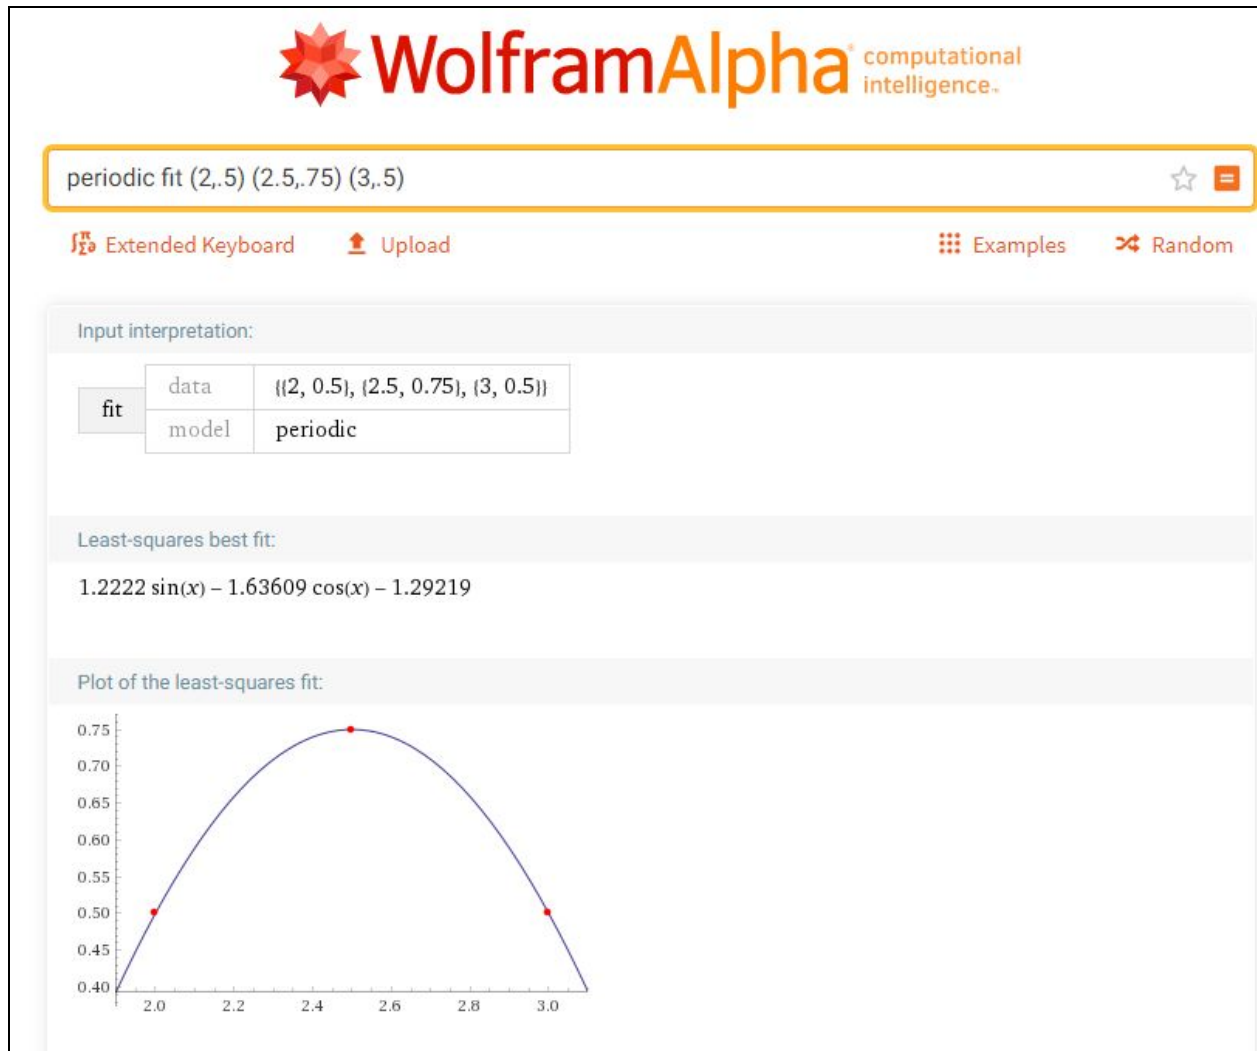 WolframAlpha computational
intelligence.
periodic fit (2,.5) (2.5,.75) (3,.5)
Extended Keyboard Upload Examples Random
Input interpretation:
fit data {{2, 0.5}, {2.5, 0.75}, {3, 0.5}}
model periodic
Least-squares best fit:
1.2222 sin(x) – 1.63609 cos(x) – 1.29219
Plot of the least-squares fit:
0.75
0.70
0.65
0.60
0.55
0.50
0.45
0.40
2.0 2.2 2.4 2.6 2.8 3.0